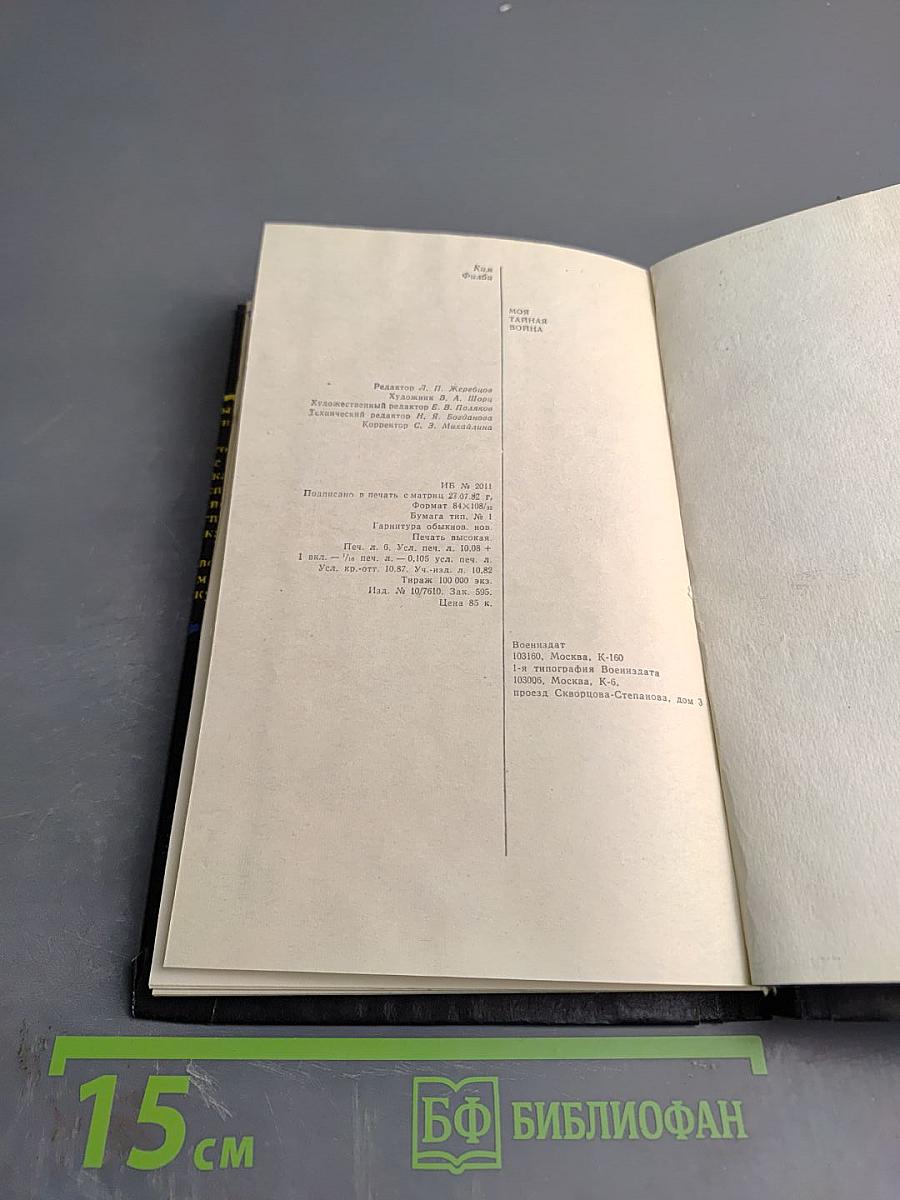 Ким
Филби
МОЯ
ТАЙНАЯ
ВОЙНА
Редактор Л. П. Жеребцов
Художник В. А. Шорц
Художественный редактор Е. В. Поляков
Технический редактор Н. Я. Богданова
Корректор С. З. Михайлина
ИБ № 2011
Подписано в печать с матриц 27.07.82 г.
Формат 84×108/32
Бумага тип. № 1
Гарнитура обыкнов. нов.
Печать высокая.
Печ. л. 6. Усл. печ. л. 10,08 +
1 вкл. — 1/16 печ. л. — 0,105 усл. печ. л.
Усл. кр.-отт. 10,87. Уч.-изд. л. 10,82
Тираж 100 000 экз.
Изд. № 10/7610. Зак. 595.
Цена 85 к.
Воениздат
103160, Москва, К-160
1-я типография Воениздата
103006, Москва, К-6,
проезд Скворцова-Степанова, дом 3
15 см
БФ БИБЛИОФАН